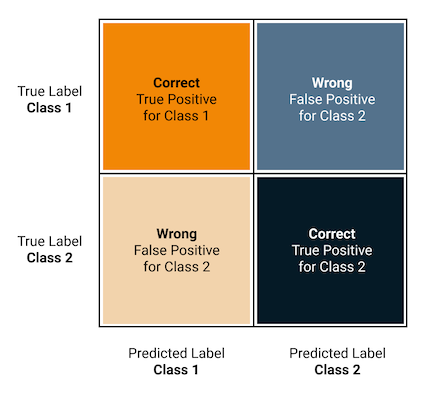 True Label
Class 1
Correct
True Positive
for Class 1
Wrong
False Positive
for Class 2
True Label
Class 2
Wrong
False Positive
for Class 2
Correct
True Positive
for Class 2
Predicted Label
Class 1
Predicted Label
Class 2